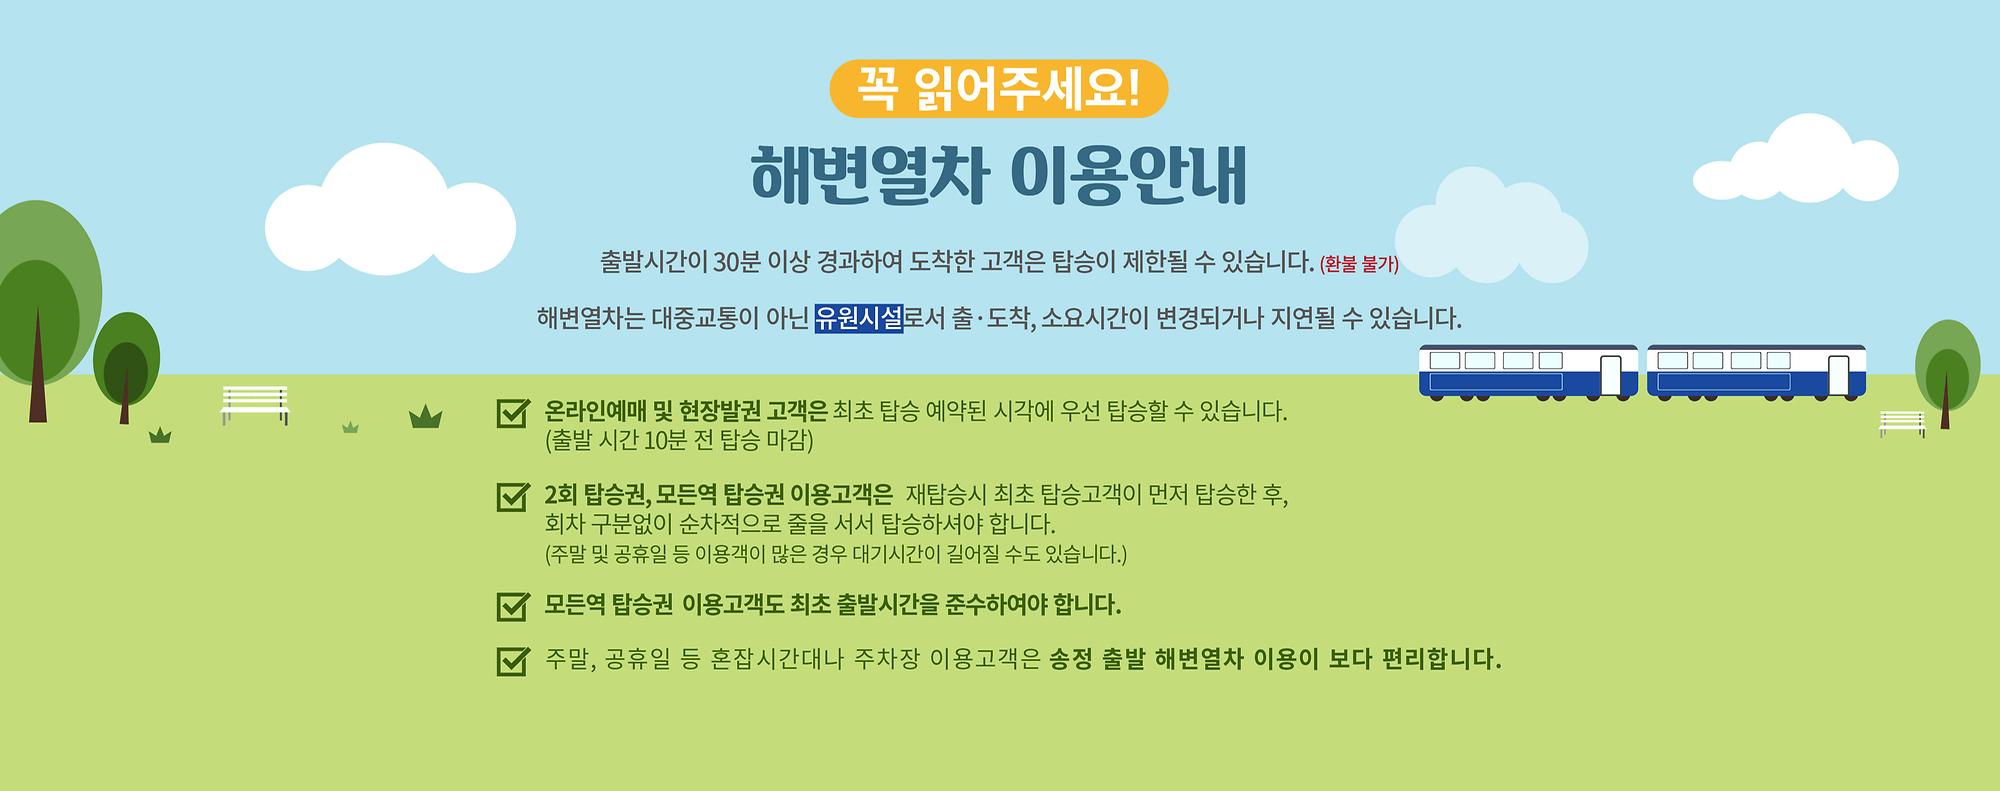 꼭 읽어주세요!
해변열차 이용안내
출발시간이 30분 이상 경과하여 도착한 고객은 탑승이 제한될 수 있습니다. (환불 불가)
해변열차는 대중교통이 아닌 유원시설로서 출·도착, 소요시간이 변경되거나 지연될 수 있습니다.
온라인예매 및 현장발권 고객은 최초 탑승 예약된 시각에 우선 탑승할 수 있습니다.
(출발 시간 10분 전 탑승 마감)
2회 탑승권, 모든역 탑승권 이용고객은 재탑승시 최초 탑승고객이 먼저 탑승한 후,
회차 구분없이 순차적으로 줄을 서서 탑승하셔야 합니다.
(주말 및 공휴일 등 이용객이 많은 경우 대기시간이 길어질 수도 있습니다.)
모든역 탑승권 이용고객도 최초 출발시간을 준수하여야 합니다.
주말, 공휴일 등 혼잡시간대나 주차장 이용고객은 송정 출발 해변열차 이용이 보다 편리합니다.